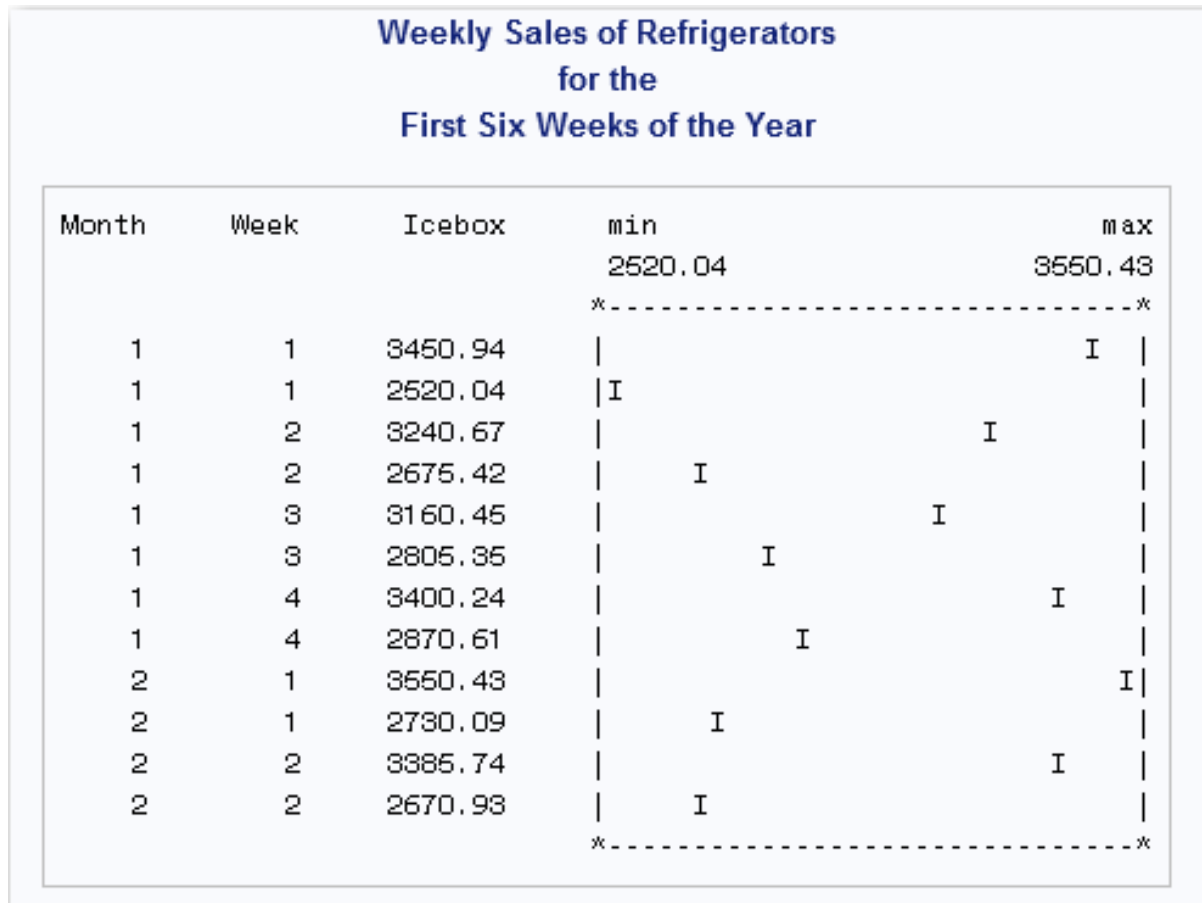 Weekly Sales of Refrigerators
for the
First Six Weeks of the Year
Month     Week      Icebox      min                          max
                                2520.04                  3550.43
                               *-------------------------------*
    1        1     3450.94     |                            I  |
    1        1     2520.04     |I                              |
    1        2     3240.67     |                      I        |
    1        2     2675.42     |     I                         |
    1        3     3160.45     |                   I           |
    1        3     2805.35     |         I                     |
    1        4     3400.24     |                          I    |
    1        4     2870.61     |           I                   |
    2        1     3550.43     |                              I|
    2        1     2730.09     |      I                        |
    2        2     3385.74     |                          I    |
    2        2     2670.93     |     I                         |
                               *-------------------------------*